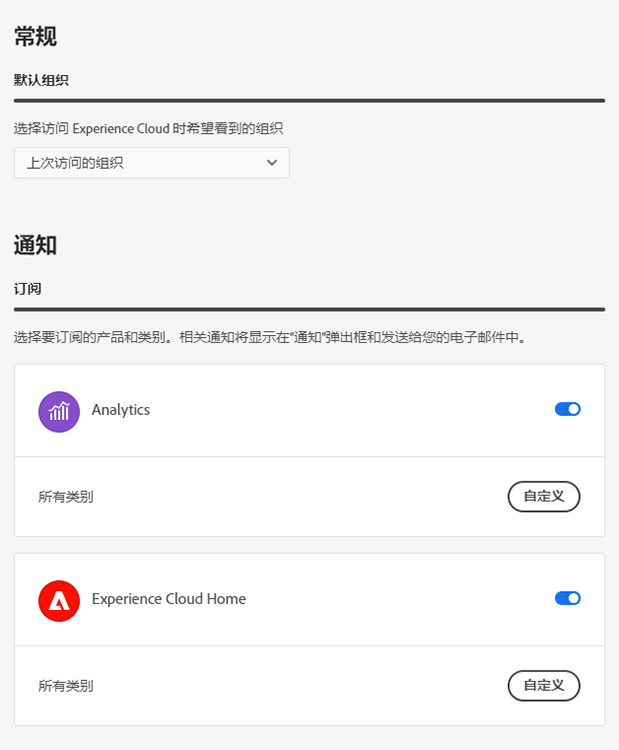 常规
默认组织
选择访问 Experience Cloud 时希望看到的组织
上次访问的组织
通知
订阅
选择要订阅的产品和类别。相关通知将显示在“通知”弹出框和发送给您的电子邮件中。
Analytics
所有类别
自定义
Experience Cloud Home
所有类别
自定义